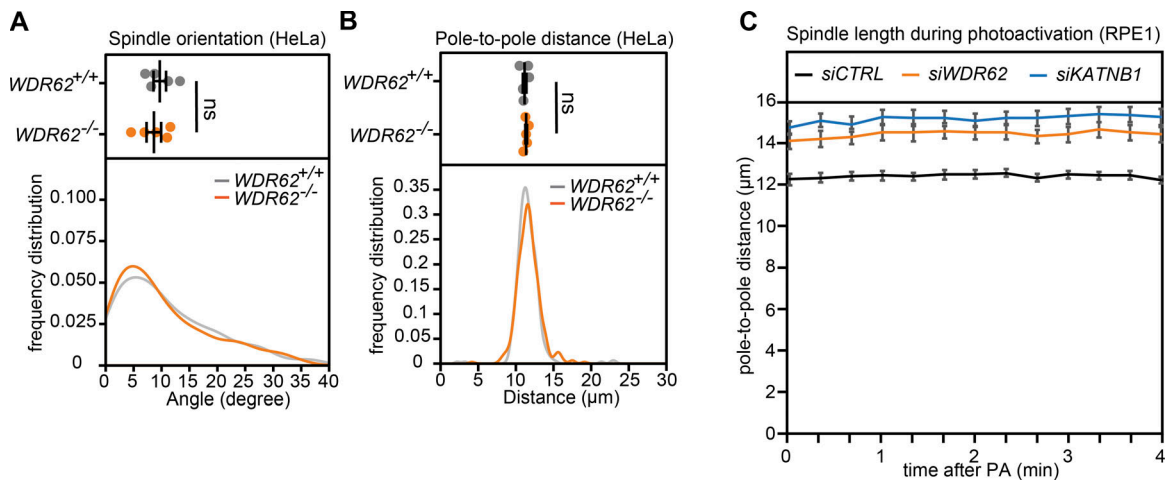 A
Spindle orientation (HeLa)
WDR62+/+
WDR62-/-
ns
WDR62+/+
WDR62-/-
frequency distribution
0.100
0.075
0.050
0.025
0
0 5 10 15 20 25 30 35 40
Angle (degree)
B
Pole-to-pole distance (HeLa)
WDR62+/+
WDR62-/-
ns
WDR62+/+
WDR62-/-
frequency distribution
0.35
0.3
0.25
0.2
0.15
0.1
0.05
0
0 5 10 15 20 25 30
Distance (µm)
C
Spindle length during photoactivation (RPE1)
siCTRL siWDR62 siKATNB1
pole-to-pole distance (µm)
16
14
12
10
8
6
4
2
0
0 1 2 3 4
time after PA (min)